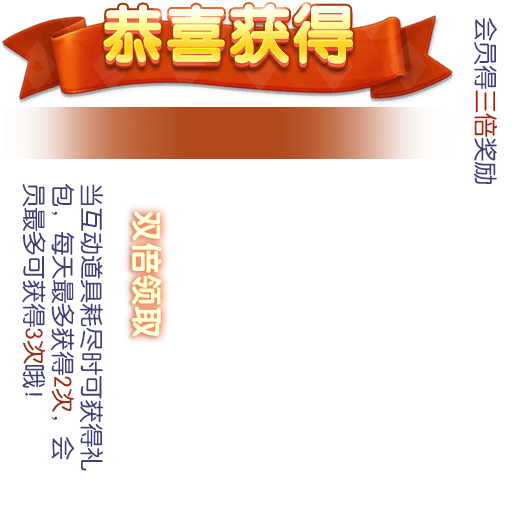 恭喜获得
会员得三倍奖励
双倍领取
当互动道具耗尽时可获得礼
包，每天最多获得2次，会
员最多可获得3次哦！